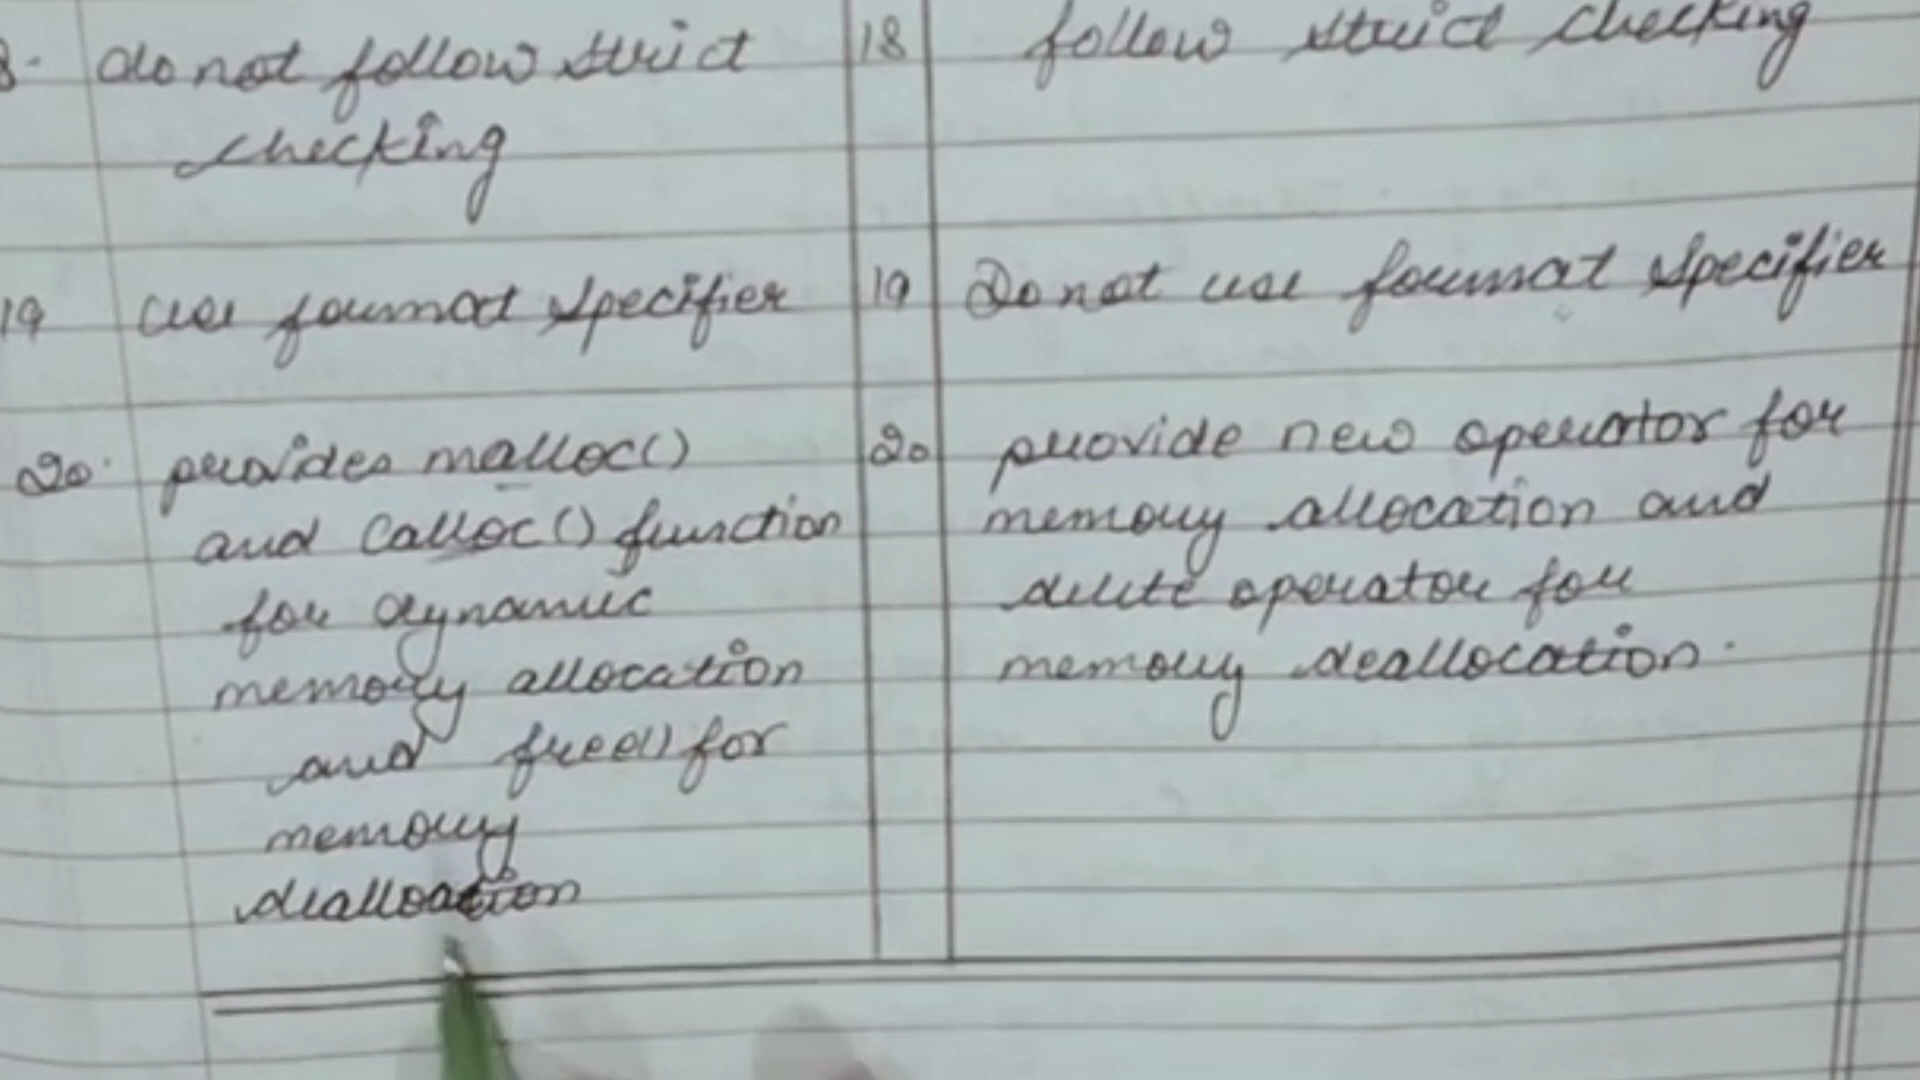 8. do not follow strict
checking
19 use format specifier
20. provides malloc()
and Calloc() function
for dynamic
memory allocation
and free() for
memory
deallocation
18 follow strict checking
19 Do not use format specifier
20 provide new operator for
memory allocation and
delete operator for
memory deallocation.